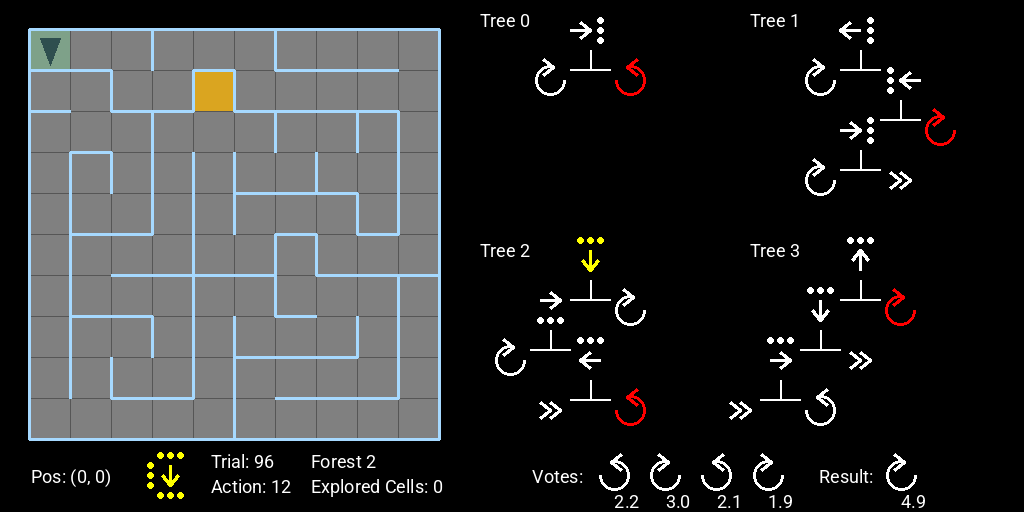 Tree 0
Tree 1
Tree 2
Tree 3
Pos: (0, 0)
Trial: 96
Forest 2
Action: 12
Explored Cells: 0
Votes:
2.2
3.0
2.1
1.9
Result:
4.9